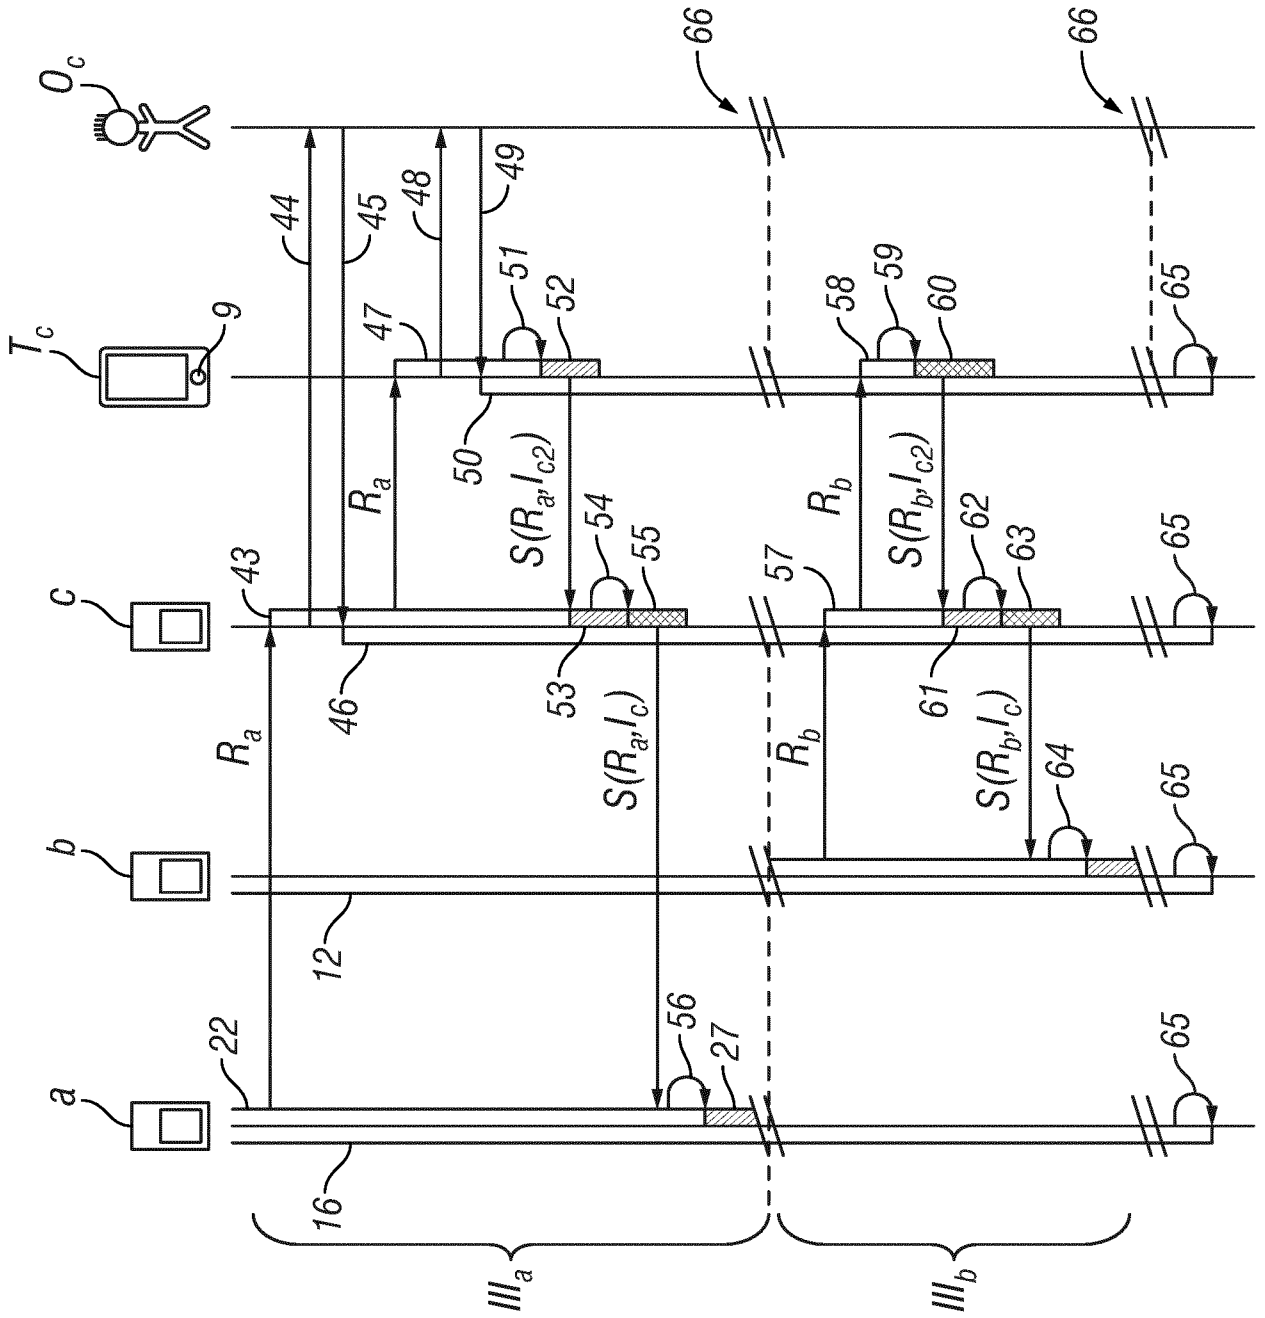 O_c
T_c
9
c
b
a
66
44
45
48
49
47
51
52
43
R_a
50
S(R_a,I_c2)
54
55
46
53
R_a
S(R_a,I_c)
12
22
56
27
16
III_a
66
58
59
60
65
R_b
S(R_b,I_c2)
57
62
63
65
R_b
61
S(R_b,I_c)
64
65
65
III_b